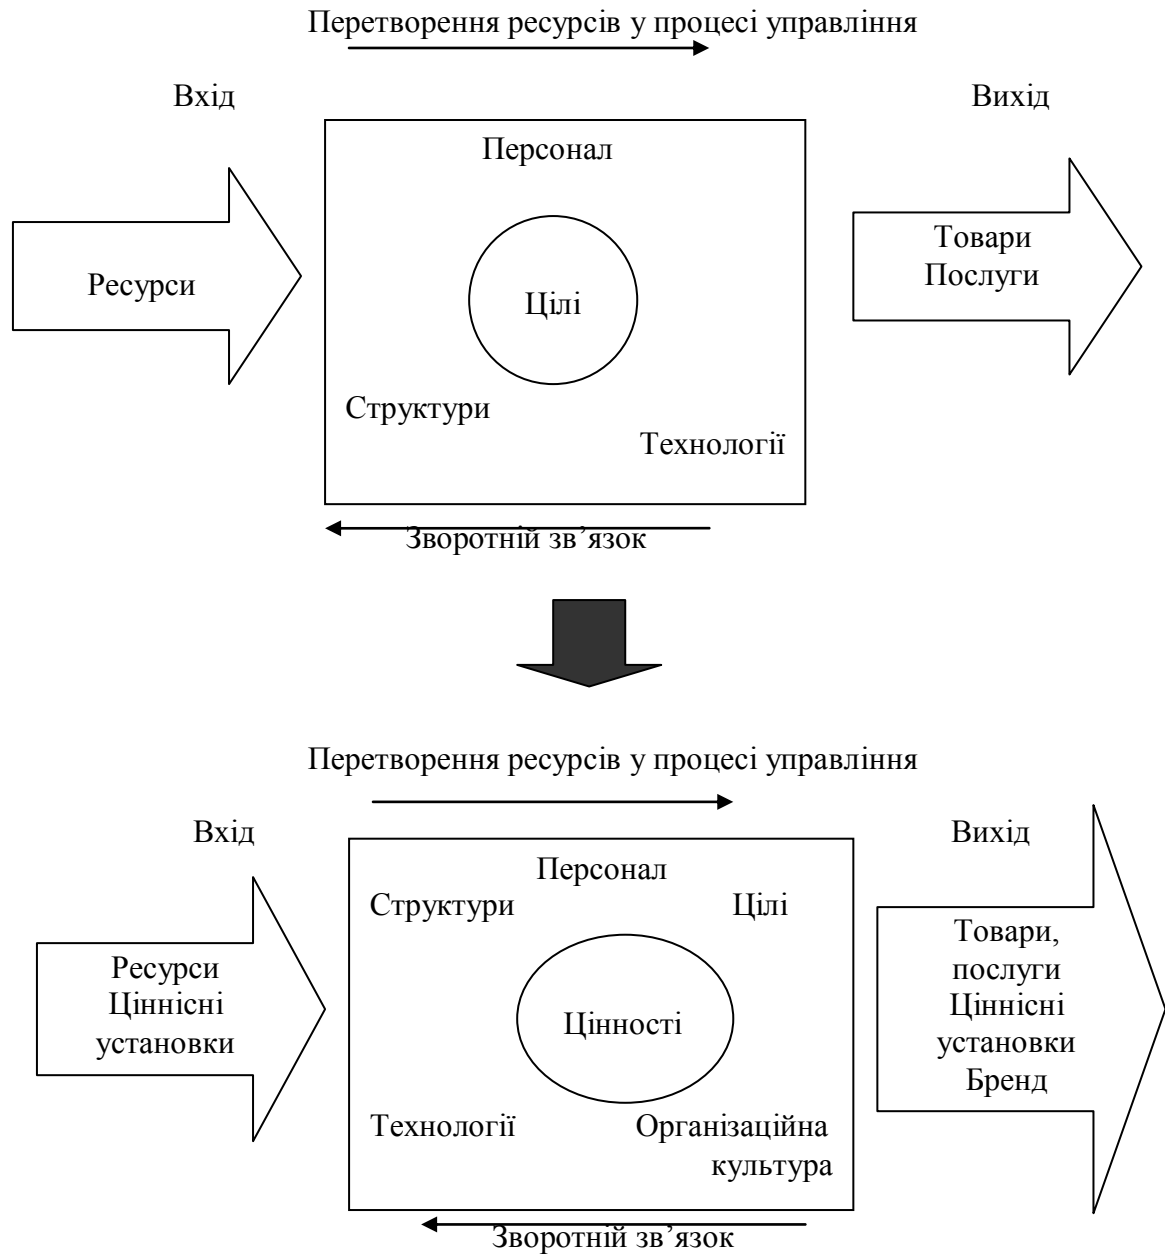 Перетворення ресурсів у процесі управління
Вхід
Вихід
Персонал
Ресурси
Цілі
Товари
Послуги
Структури
Технології
Зворотній зв’язок
Перетворення ресурсів у процесі управління
Вхід
Вихід
Персонал
Структури
Цілі
Ресурси
Ціннісні
установки
Цінності
Товари,
послуги
Ціннісні
установки
Бренд
Технології
Організаційна
культура
Зворотній зв’язок